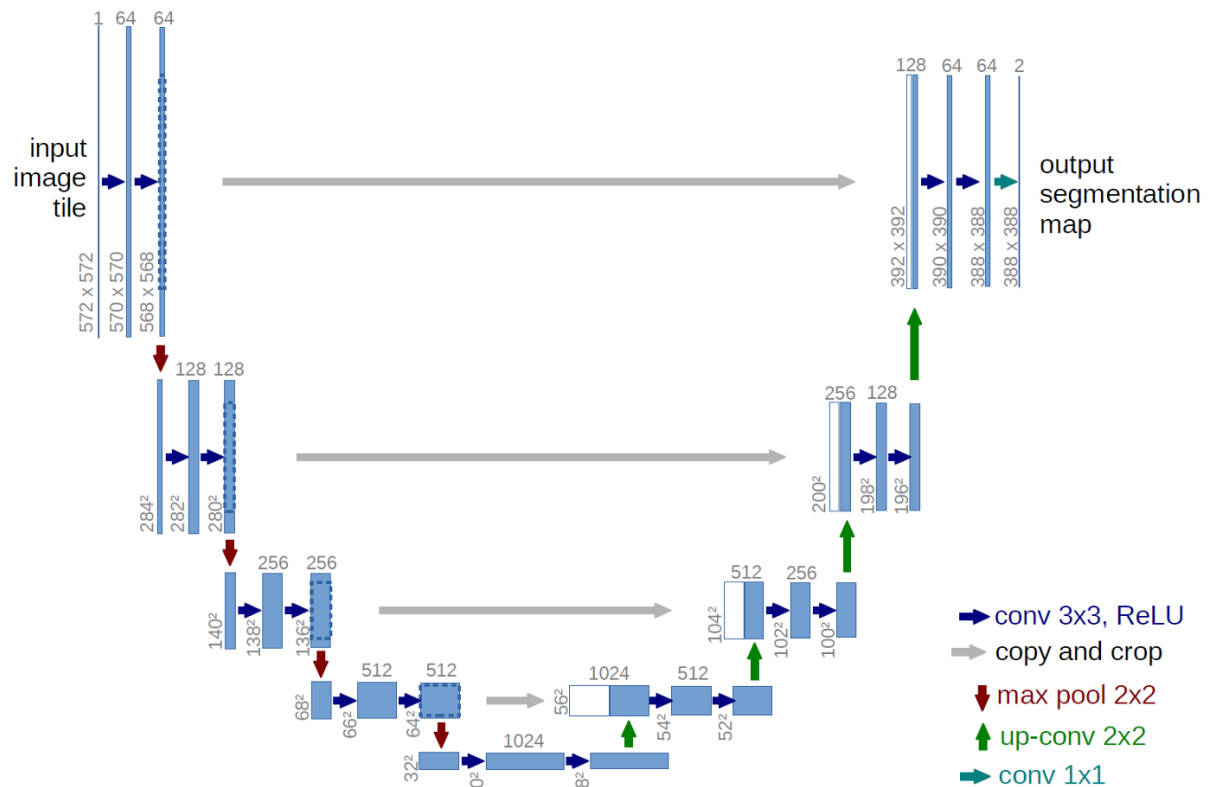 1 64 64
input
image
tile
572 x 572
570 x 570
568 x 568
128 64 64 2
392 x 392
390 x 390
388 x 388
388 x 388
output
segmentation
map
128 128
284²
282²
280²
256 128
200²
198²
196²
256 256
140²
138²
136²
512 256
104²
102²
100²
512 512
68²
66²
64²
1024 512
56²
54²
52²
1024
32²
0²
8²
conv 3x3, ReLU
copy and crop
max pool 2x2
up-conv 2x2
conv 1x1